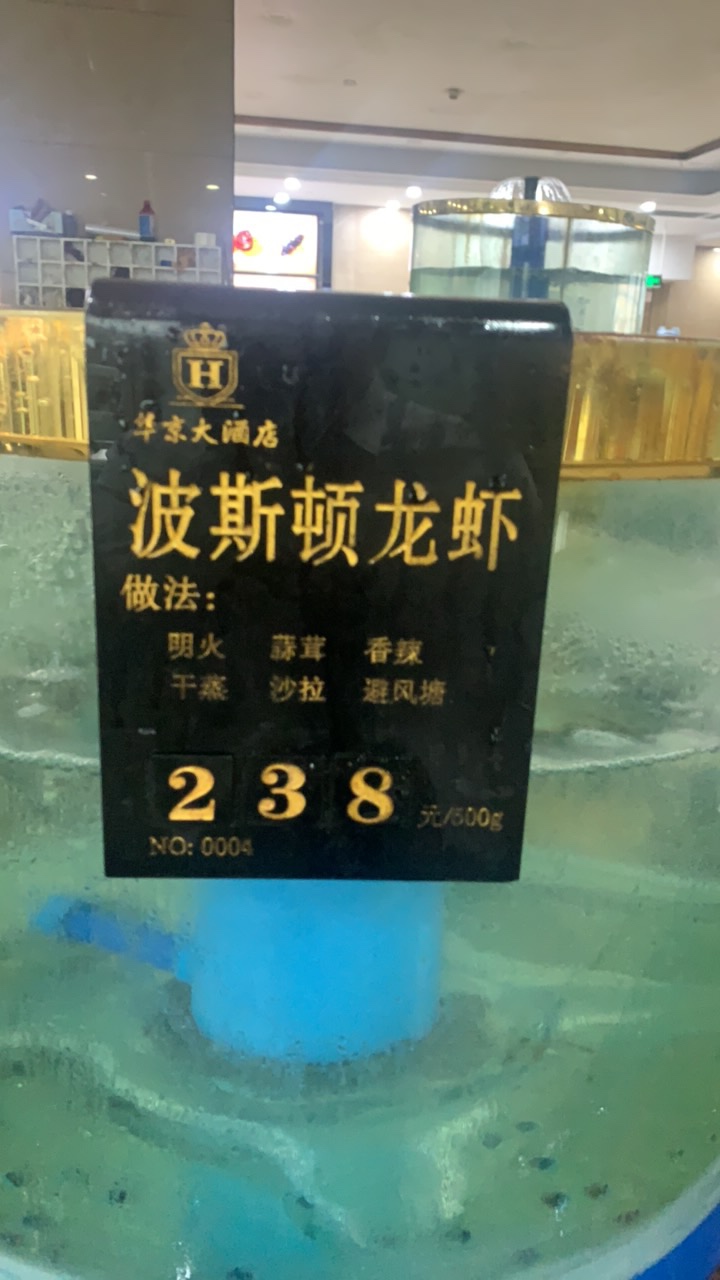 H
华京大酒店
波斯顿龙虾
做法:
明火 蒜茸 香辣
干蒸 沙拉 避风塘
238 元/500g
NO: 0004